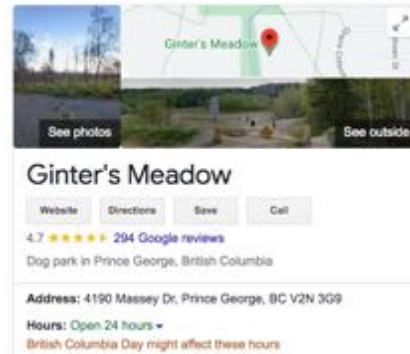 Ginter's Meadow
See photos
See outside
Ginter's Meadow
Website Directions Save Call
4.7 ★★★★★ 294 Google reviews
Dog park in Prince George, British Columbia
Address: 4190 Massey Dr, Prince George, BC V2N 3G9
Hours: Open 24 hours
British Columbia Day might affect these hours